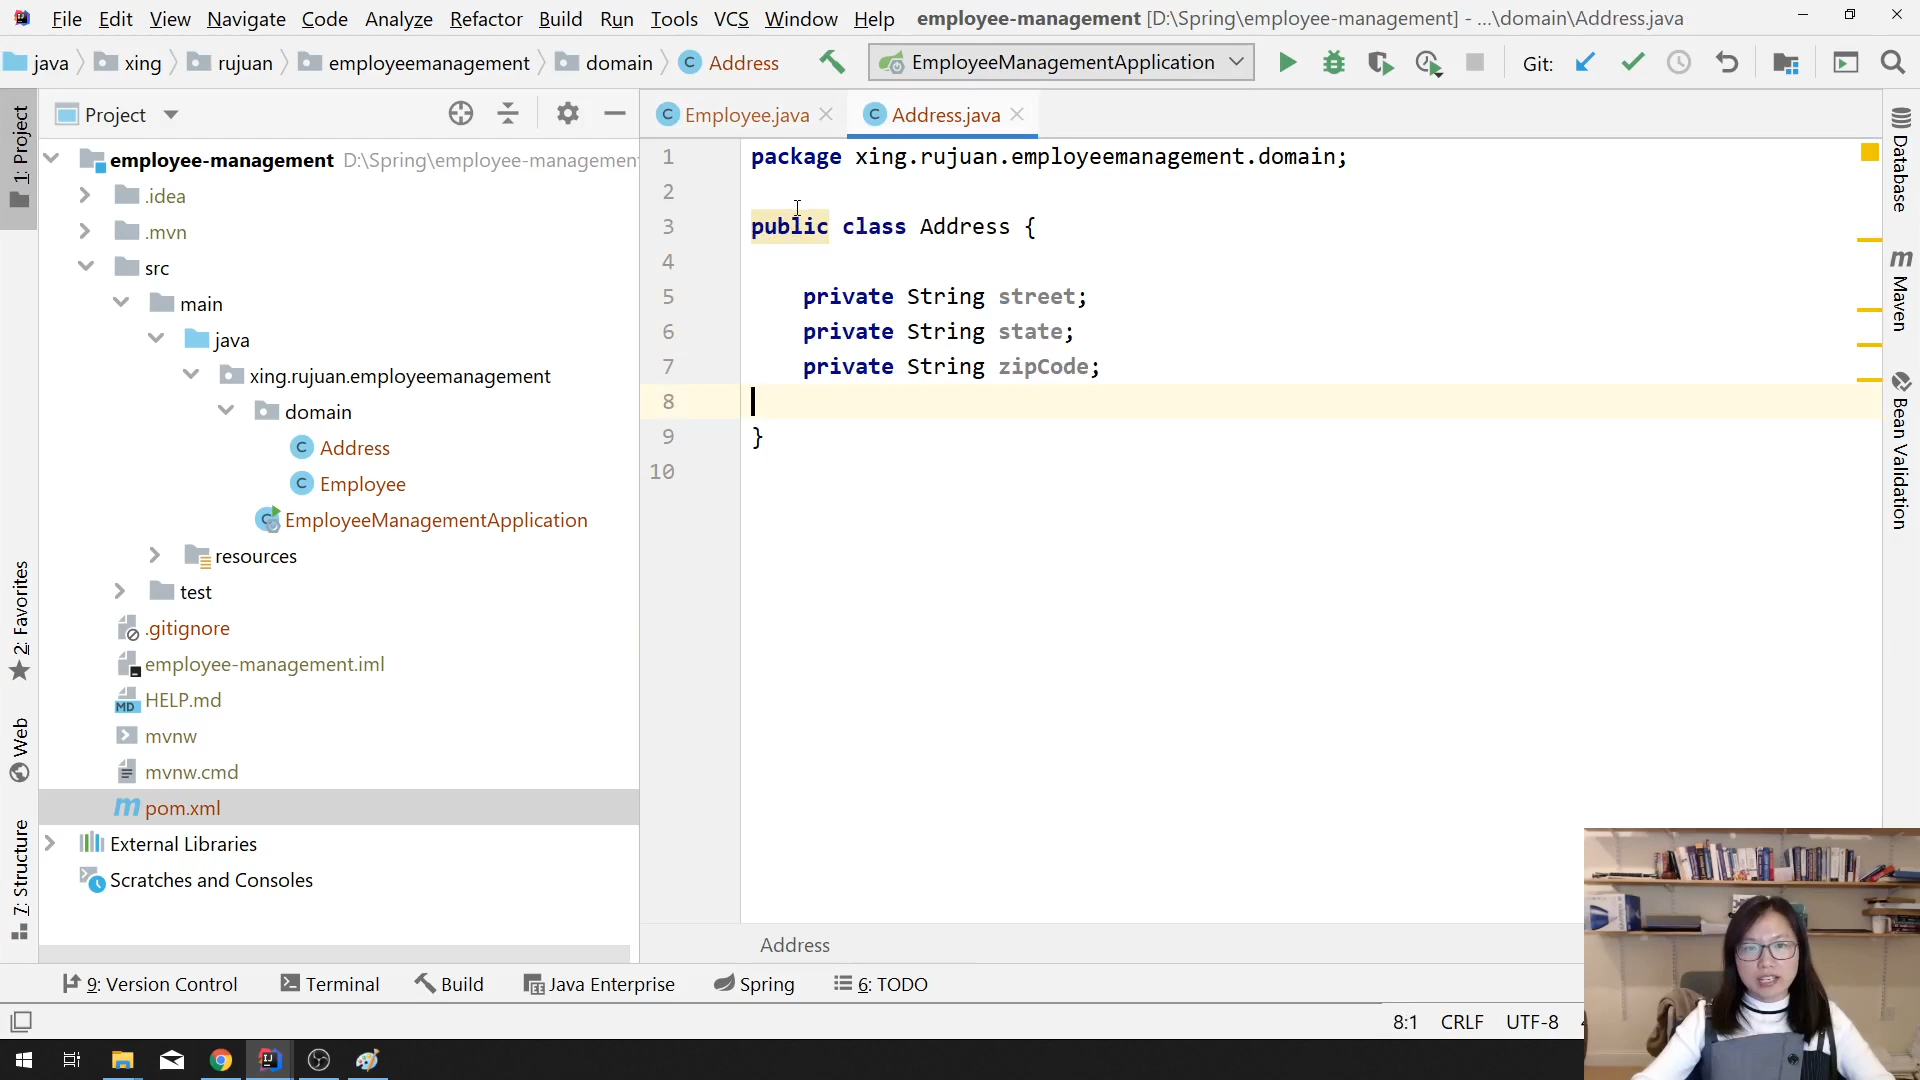 File Edit View Navigate Code Analyze Refactor Build Run Tools VCS Window Help employee-management [D:\Spring\employee-management] - ...\domain\Address.java
java xing rujuan employeemanagement domain Address EmployeeManagementApplication Git:
1: Project
2: Favorites
Web
7: Structure
Project
employee-management D:\Spring\employee-managemen
.idea
.mvn
src
main
java
xing.rujuan.employeemanagement
domain
Address
Employee
EmployeeManagementApplication
resources
test
.gitignore
employee-management.iml
HELP.md
mvnw
mvnw.cmd
pom.xml
External Libraries
Scratches and Consoles
Employee.java Address.java
1 package xing.rujuan.employeemanagement.domain;
2
3 public class Address {
4
5 private String street;
6 private String state;
7 private String zipCode;
8
9 }
10
Address
Database
Maven
Bean Validation
9: Version Control Terminal Build Java Enterprise Spring 6: TODO
8:1 CRLF UTF-8